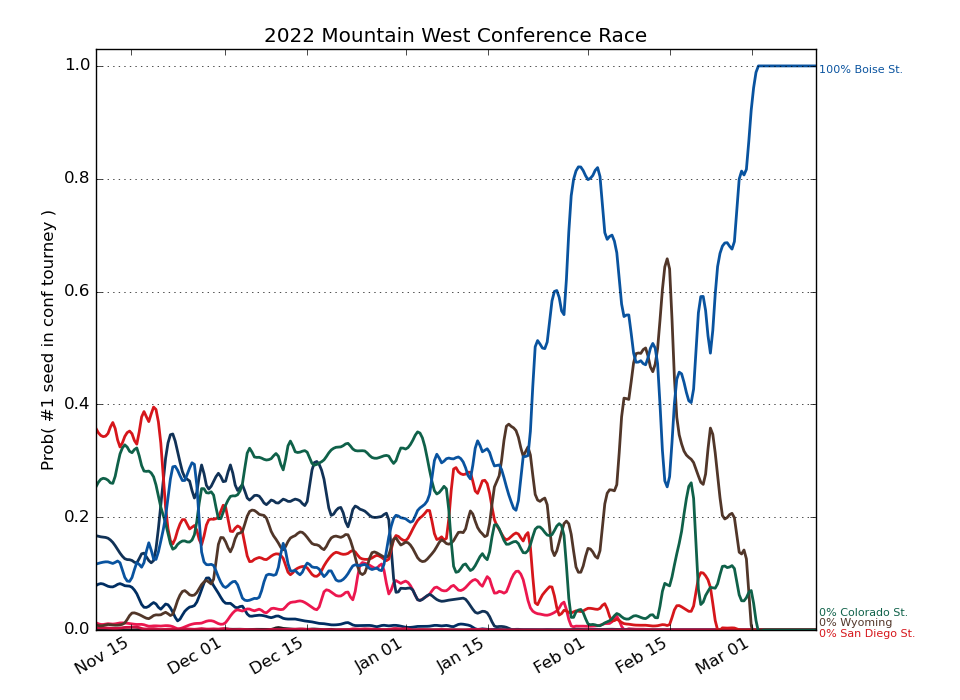 2022 Mountain West Conference Race
Prob( #1 seed in conf tourney )
1.0
0.8
0.6
0.4
0.2
0.0
Nov 15
Dec 01
Dec 15
Jan 01
Jan 15
Feb 01
Feb 15
Mar 01
100% Boise St.
0% Colorado St.
0% Wyoming
0% San Diego St.